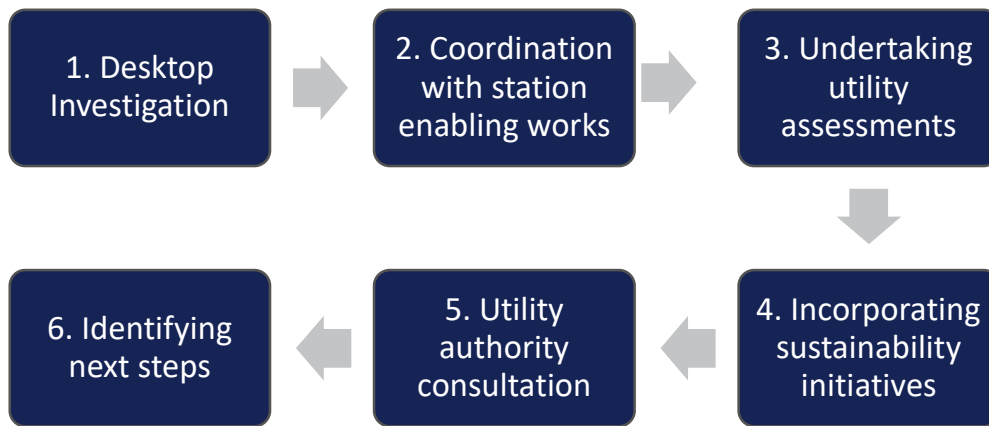 1. Desktop
Investigation
2. Coordination
with station
enabling works
3. Undertaking
utility
assessments
4. Incorporating
sustainability
initiatives
5. Utility
authority
consultation
6. Identifying
next steps